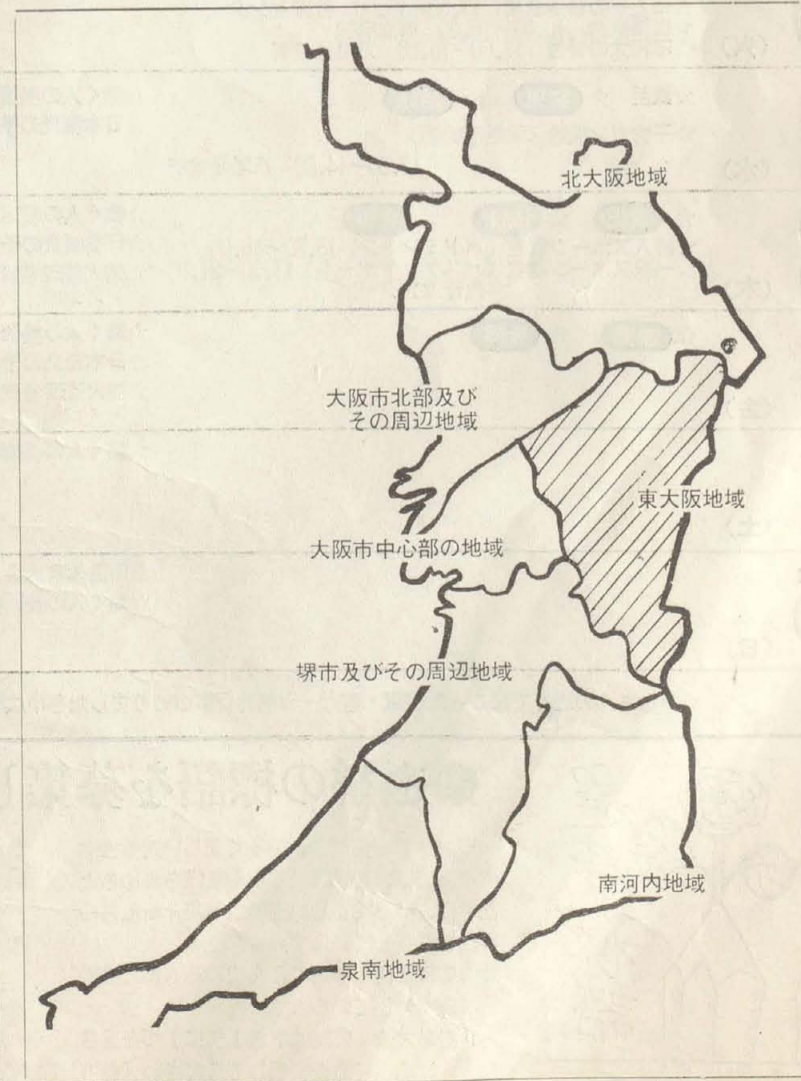 北大阪地域
大阪市北部及び
その周辺地域
東大阪地域
大阪市中心部の地域
堺市及びその周辺地域
南河内地域
泉南地域